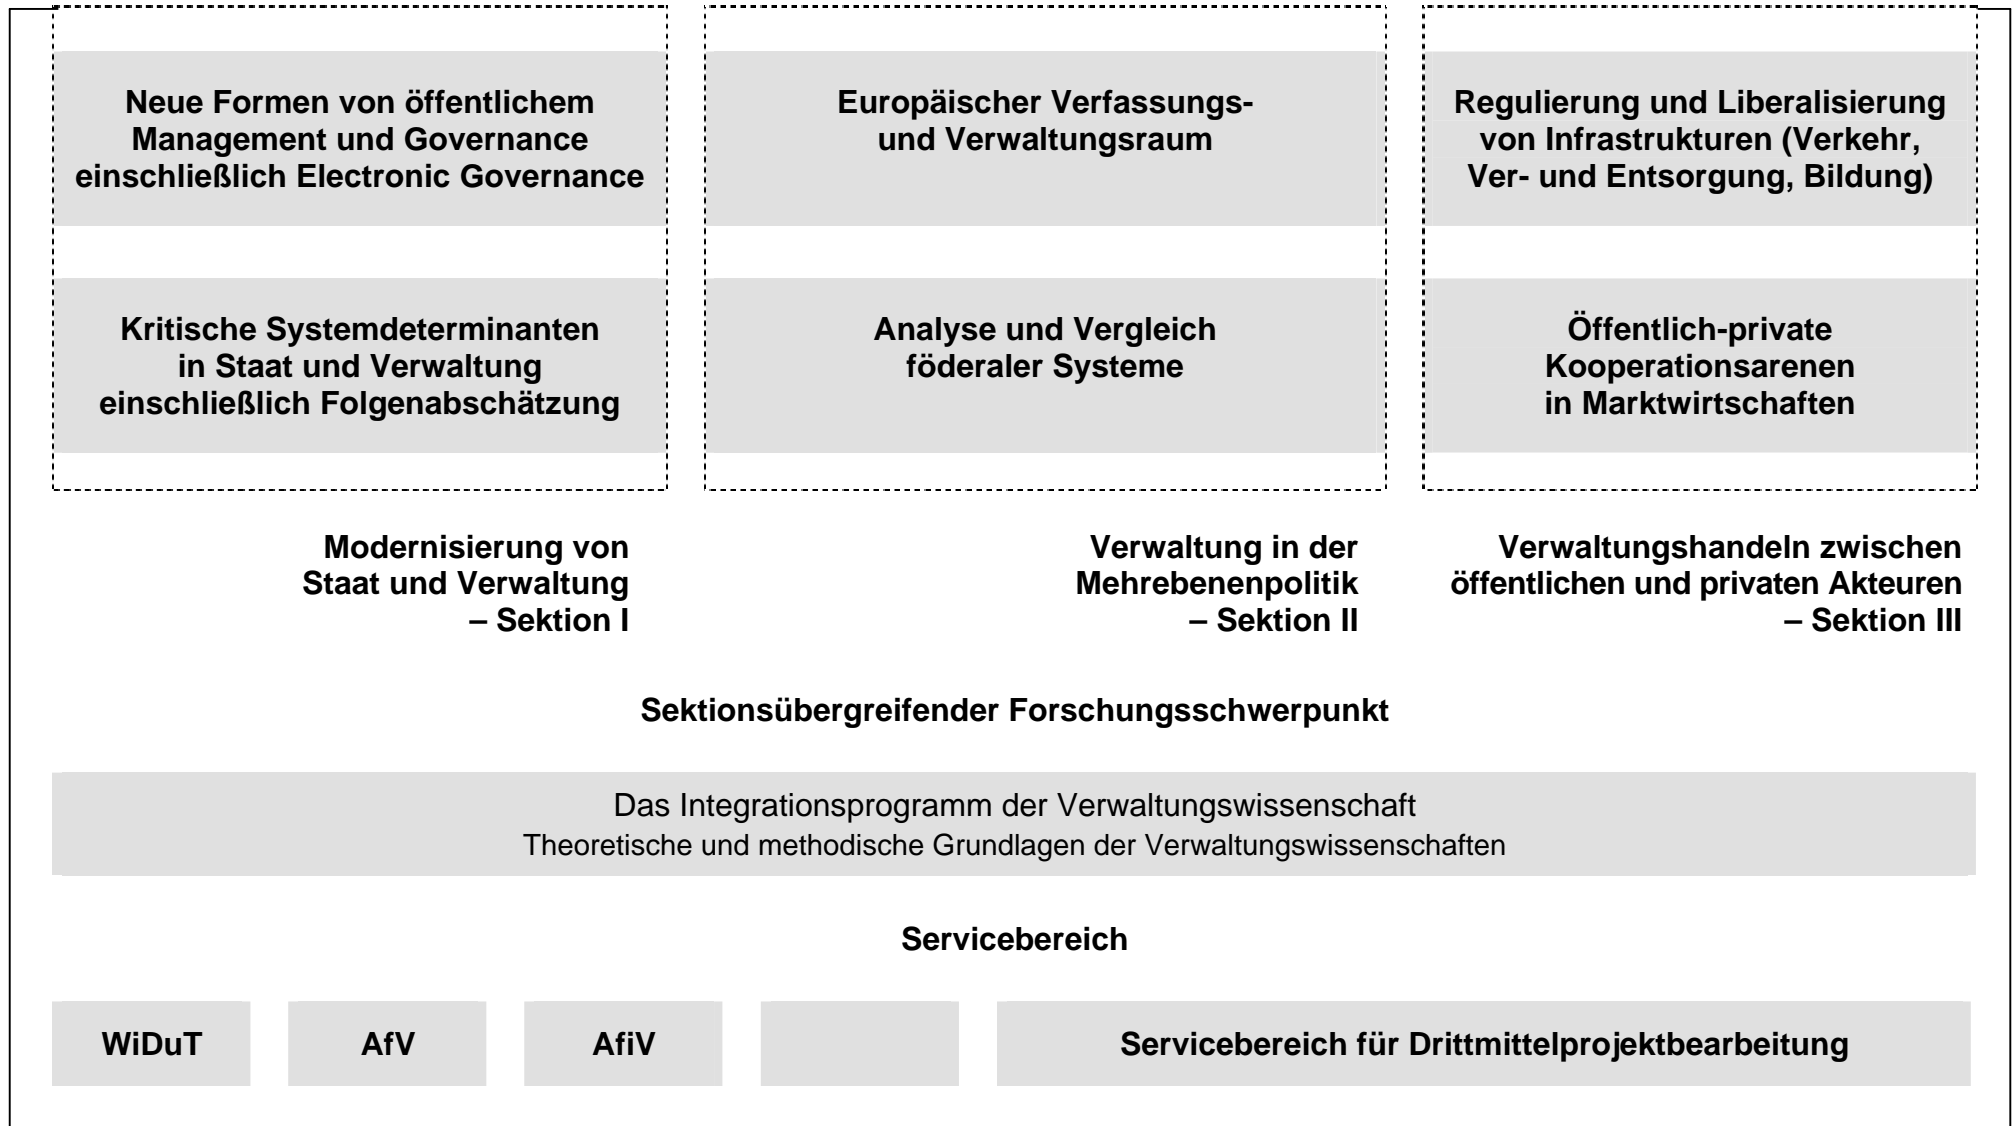 Neue Formen von öffentlichem
Management und Governance
einschließlich Electronic Governance
Kritische Systemdeterminanten
in Staat und Verwaltung
einschließlich Folgenabschätzung
Modernisierung von
Staat und Verwaltung
– Sektion I
Europäischer Verfassungs-
und Verwaltungsraum
Analyse und Vergleich
föderaler Systeme
Verwaltung in der
Mehrebenenpolitik
– Sektion II
Regulierung und Liberalisierung
von Infrastrukturen (Verkehr,
Ver- und Entsorgung, Bildung)
Öffentlich-private
Kooperationsarenen
in Marktwirtschaften
Verwaltungshandeln zwischen
öffentlichen und privaten Akteuren
– Sektion III
Sektionsübergreifender Forschungsschwerpunkt
Das Integrationsprogramm der Verwaltungswissenschaft
Theoretische und methodische Grundlagen der Verwaltungswissenschaften
Servicebereich
WiDuT
AfV
AfiV
Servicebereich für Drittmittelprojektbearbeitung